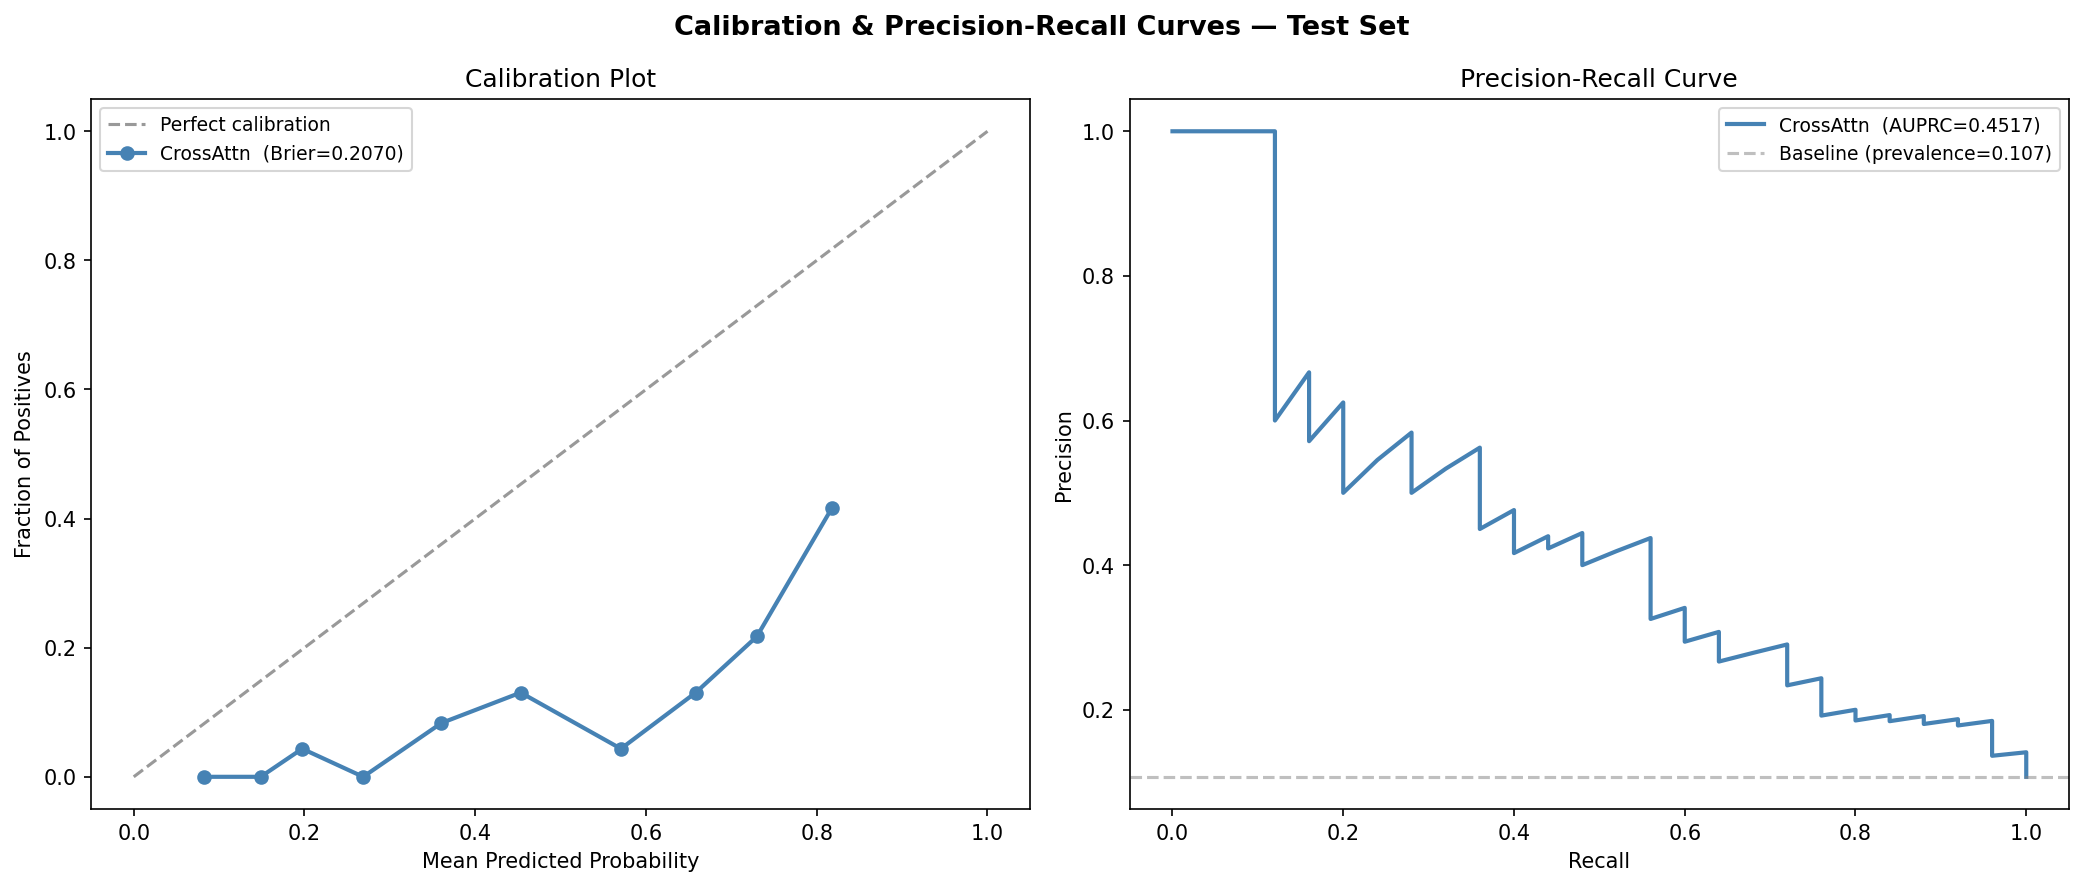 Calibration & Precision-Recall Curves — Test Set
Calibration Plot
Perfect calibration
CrossAttn (Brier=0.2070)
1.0
0.8
0.6
0.4
0.2
0.0
Fraction of Positives
0.0 0.2 0.4 0.6 0.8 1.0
Mean Predicted Probability
Precision-Recall Curve
CrossAttn (AUPRC=0.4517)
Baseline (prevalence=0.107)
1.0
0.8
0.6
0.4
0.2
Precision
0.0 0.2 0.4 0.6 0.8 1.0
Recall